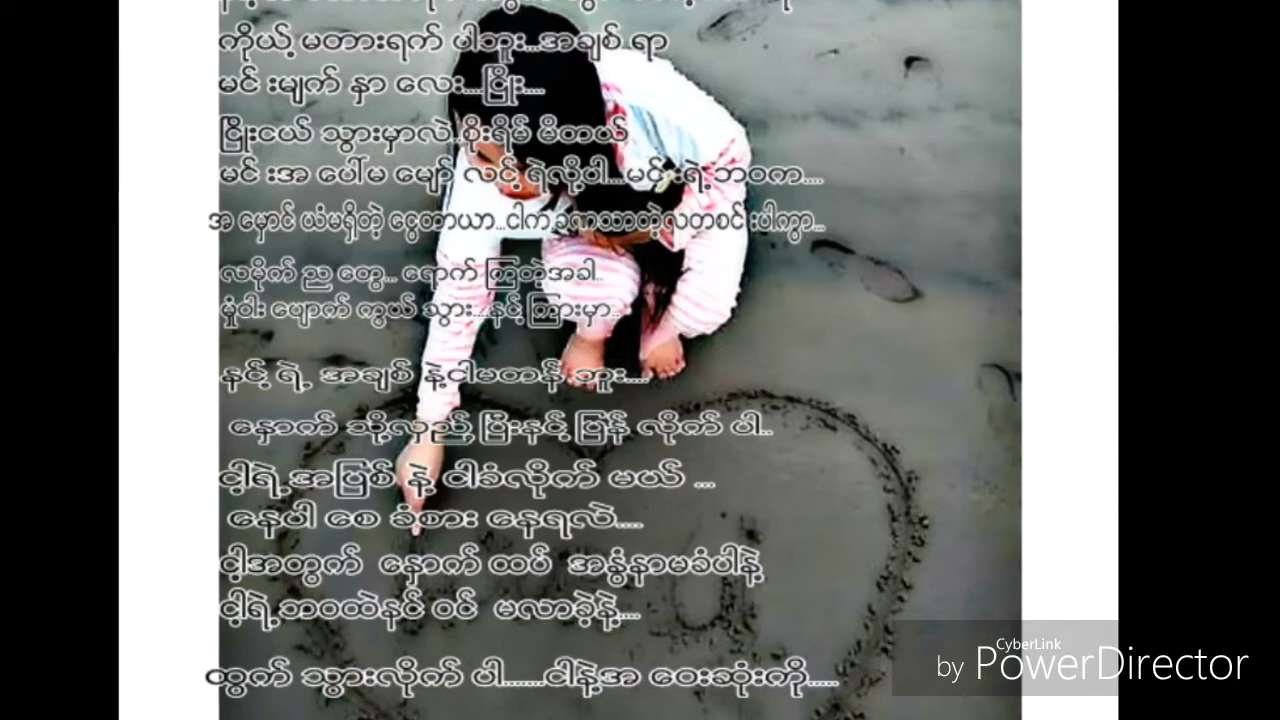 ကိုယ့် မတားရက် ပါဘူး...အချစ် ရာ
မင်းမျက် နှာ လေး....ငြိုး....
ငြိုးငယ် သွားမှာလဲ..စိုးရိမ် မိတယ်
မင်းအ ပေါ်မ မျှော် လင့် ရဲလို့ပါ....မင်းရဲ့ ဘဝက....
အ မှောင် ယံမရှိတဲ့ ငွေတာယာ...ငါက ခဏသာတဲ့လတစင်းပါကွာ...
လမိုက် ည တွေ... ရောက် ကြတဲအခါ..
မှုံဝါး ပျောက် ကွယ် သွား....နင့် ကြားမှာ..
နင့် ရဲ့ အချစ် နဲ့ငါမတန် ဘူး....
နောက် သို့လှည့် ပြီးနင့် ပြန် လိုက် ပါ..
ငါ့ရဲ့အပြစ် နဲ့ ငါခံလိုက် မယ် ...
နေပါ စေ ခံစား နေရလဲ....
ငါ့အတွက် နောက် ထပ် အနွံနာမခံပါနဲ့
ငါ့ရဲ့ဘဝထဲနင် ဝင် မလာခဲ့နဲ့....
ထွက် သွားလိုက် ပါ.......ငါနဲ့အ ဝေးဆုံးကို.....
CyberLink
by PowerDirector